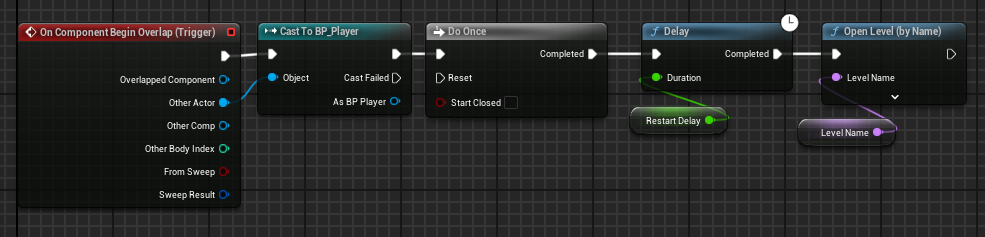 On Component Begin Overlap (Trigger)
Overlapped Component
Other Actor
Other Comp
Other Body Index
From Sweep
Sweep Result
Cast To BP_Player
Object
Cast Failed
As BP Player
Do Once
Completed
Reset
Start Closed
Delay
Completed
Duration
Restart Delay
Open Level (by Name)
Level Name
Level Name